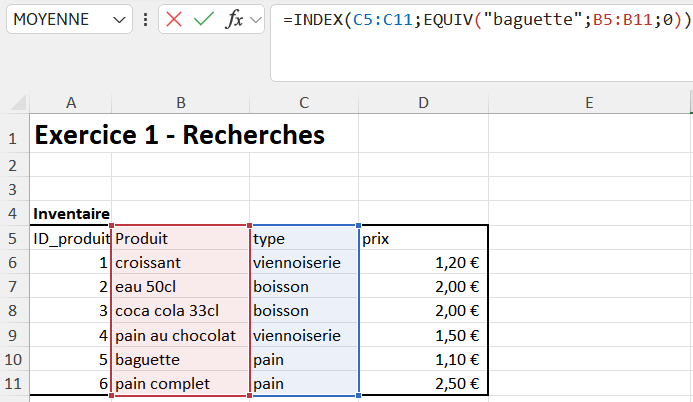 MOYENNE fx =INDEX(C5:C11;EQUIV("baguette";B5:B11;0))
A B C D E
1 Exercice 1 - Recherches
2
3
4 Inventaire
5 ID_produit Produit type prix
6 1 croissant viennoiserie 1,20 €
7 2 eau 50cl boisson 2,00 €
8 3 coca cola 33cl boisson 2,00 €
9 4 pain au chocolat viennoiserie 1,50 €
10 5 baguette pain 1,10 €
11 6 pain complet pain 2,50 €